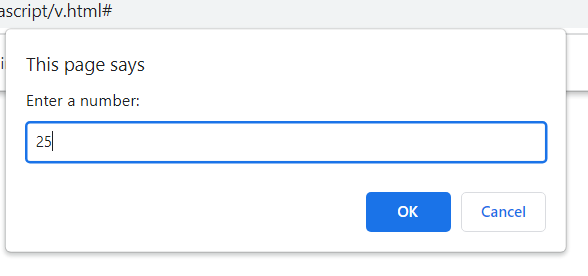 ascript/v.html#
This page says
Enter a number:
25
OK Cancel